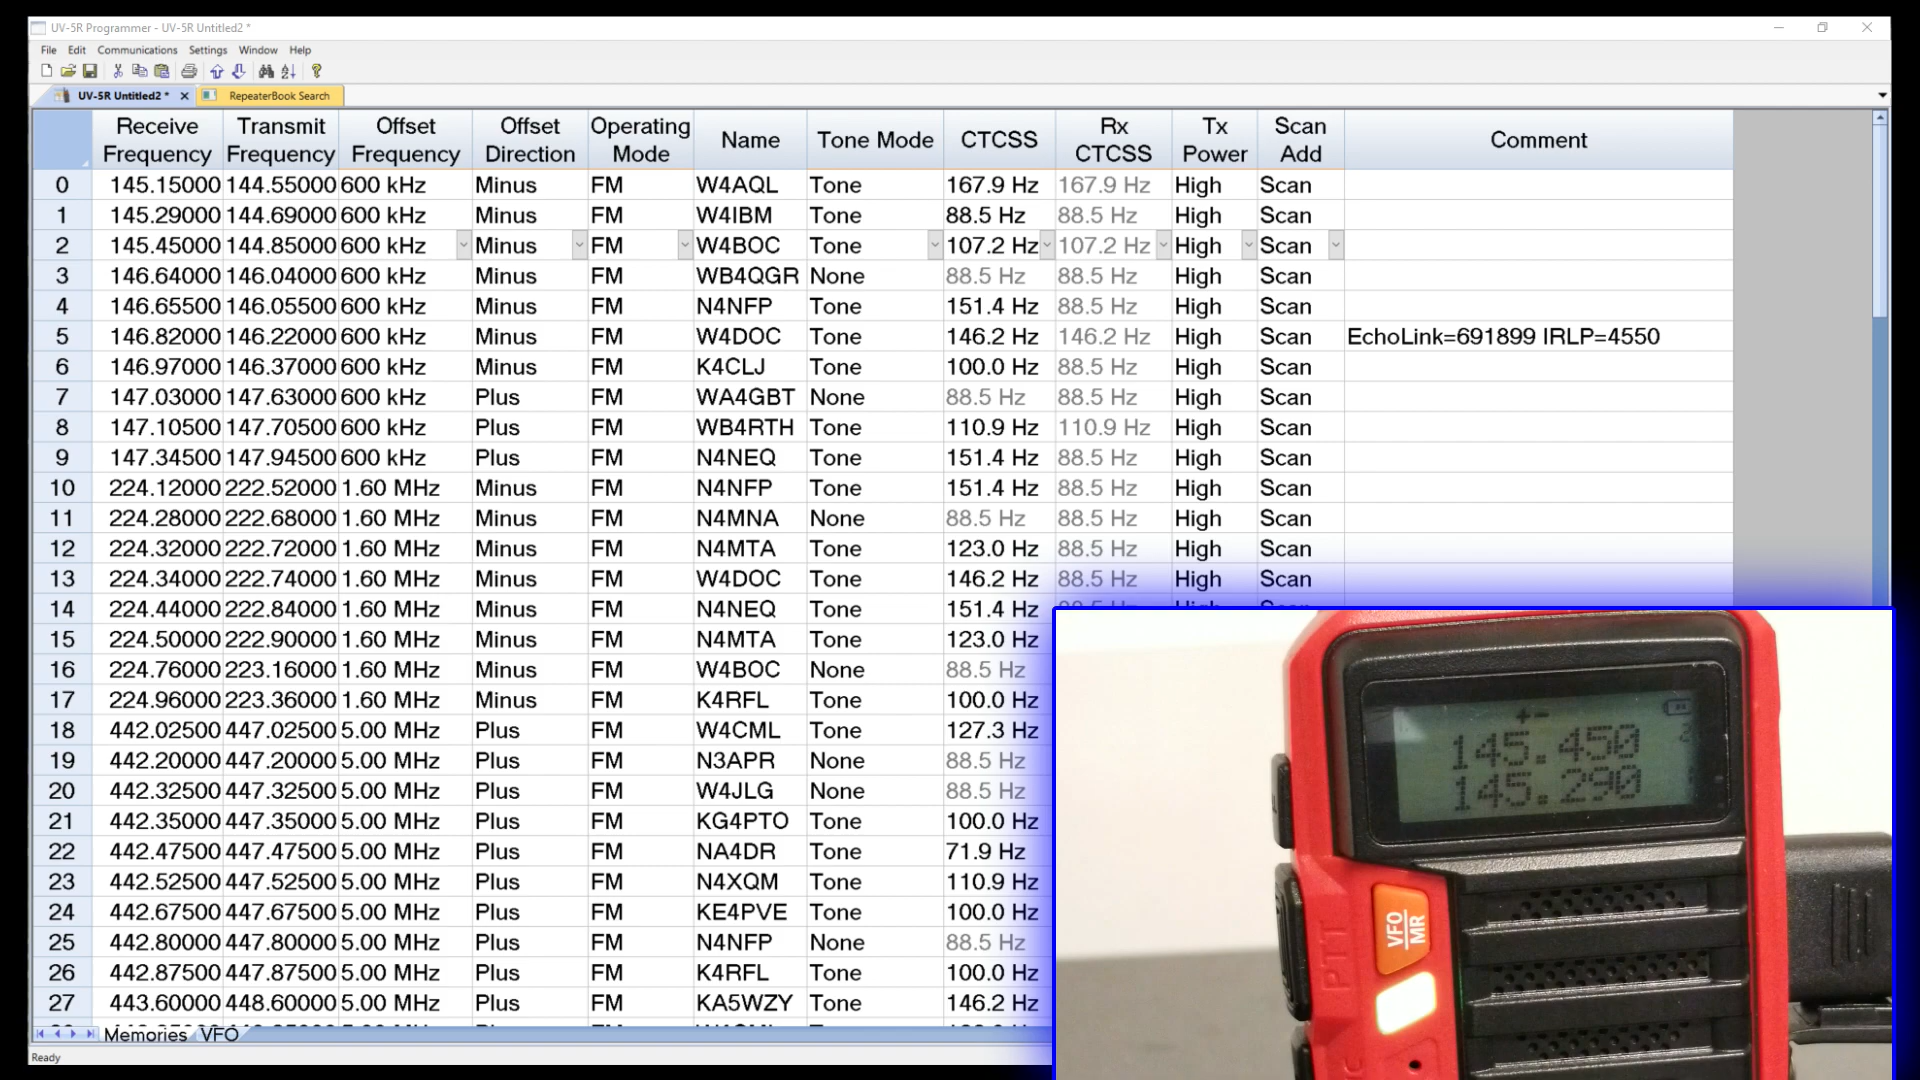 UV-5R Programmer - UV-5R Untitled2 *
File Edit Communications Settings Window Help
UV-5R Untitled2 * RepeaterBook Search
Receive Frequency Transmit Frequency Offset Frequency Offset Direction Operating Mode Name Tone Mode CTCSS Rx CTCSS Tx Power Scan Add Comment
0 145.15000 144.55000 600 kHz Minus FM W4AQL Tone 167.9 Hz 167.9 Hz High Scan
1 145.29000 144.69000 600 kHz Minus FM W4IBM Tone 88.5 Hz 88.5 Hz High Scan
2 145.45000 144.85000 600 kHz Minus FM W4BOC Tone 107.2 Hz 107.2 Hz High Scan
3 146.64000 146.04000 600 kHz Minus FM WB4QGR None 88.5 Hz 88.5 Hz High Scan
4 146.65500 146.05500 600 kHz Minus FM N4NFP Tone 151.4 Hz 88.5 Hz High Scan
5 146.82000 146.22000 600 kHz Minus FM W4DOC Tone 146.2 Hz 146.2 Hz High Scan EchoLink=691899 IRLP=4550
6 146.97000 146.37000 600 kHz Minus FM K4CLJ Tone 100.0 Hz 88.5 Hz High Scan
7 147.03000 147.63000 600 kHz Plus FM WA4GBT None 88.5 Hz 88.5 Hz High Scan
8 147.10500 147.70500 600 kHz Plus FM WB4RTH Tone 110.9 Hz 110.9 Hz High Scan
9 147.34500 147.94500 600 kHz Plus FM N4NEQ Tone 151.4 Hz 88.5 Hz High Scan
10 224.12000 222.52000 1.60 MHz Minus FM N4NFP Tone 151.4 Hz 88.5 Hz High Scan
11 224.28000 222.68000 1.60 MHz Minus FM N4MNA None 88.5 Hz 88.5 Hz High Scan
12 224.32000 222.72000 1.60 MHz Minus FM N4MTA Tone 123.0 Hz 88.5 Hz High Scan
13 224.34000 222.74000 1.60 MHz Minus FM W4DOC Tone 146.2 Hz 88.5 Hz High Scan
14 224.44000 222.84000 1.60 MHz Minus FM N4NEQ Tone 151.4 Hz
15 224.50000 222.90000 1.60 MHz Minus FM N4MTA Tone 123.0 Hz
16 224.76000 223.16000 1.60 MHz Minus FM W4BOC None 88.5 Hz
17 224.96000 223.36000 1.60 MHz Minus FM K4RFL Tone 100.0 Hz
18 442.02500 447.02500 5.00 MHz Plus FM W4CML Tone 127.3 Hz
19 442.20000 447.20000 5.00 MHz Plus FM N3APR None 88.5 Hz
20 442.32500 447.32500 5.00 MHz Plus FM W4JLG None 88.5 Hz
21 442.35000 447.35000 5.00 MHz Plus FM KG4PTO Tone 100.0 Hz
22 442.47500 447.47500 5.00 MHz Plus FM NA4DR Tone 71.9 Hz
23 442.52500 447.52500 5.00 MHz Plus FM N4XQM Tone 110.9 Hz
24 442.67500 447.67500 5.00 MHz Plus FM KE4PVE Tone 100.0 Hz
25 442.80000 447.80000 5.00 MHz Plus FM N4NFP None 88.5 Hz
26 442.87500 447.87500 5.00 MHz Plus FM K4RFL Tone 100.0 Hz
27 443.60000 448.60000 5.00 MHz Plus FM KA5WZY Tone 146.2 Hz
Memories VFO
Ready
+-
145.450
145.290
VFO
MR
PTT